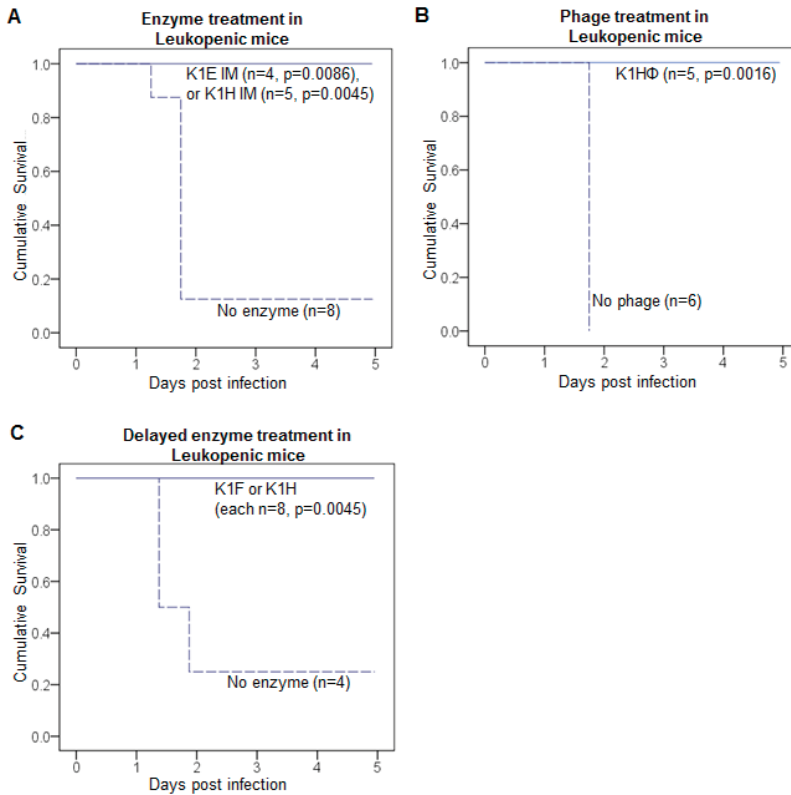 A
Enzyme treatment in
Leukopenic mice
Cumulative Survival
1.0
0.8
0.6
0.4
0.2
0.0
K1E IM (n=4, p=0.0086),
or K1H IM (n=5, p=0.0045)
No enzyme (n=8)
0 1 2 3 4 5
Days post infection
B
Phage treatment in
Leukopenic mice
Cumulative Survival
1.0
0.8
0.6
0.4
0.2
0.0
K1HΦ (n=5, p=0.0016)
No phage (n=6)
0 1 2 3 4 5
Days post infection
C
Delayed enzyme treatment in
Leukopenic mice
Cumulative Survival
1.0
0.8
0.6
0.4
0.2
0.0
K1F or K1H
(each n=8, p=0.0045)
No enzyme (n=4)
0 1 2 3 4 5
Days post infection